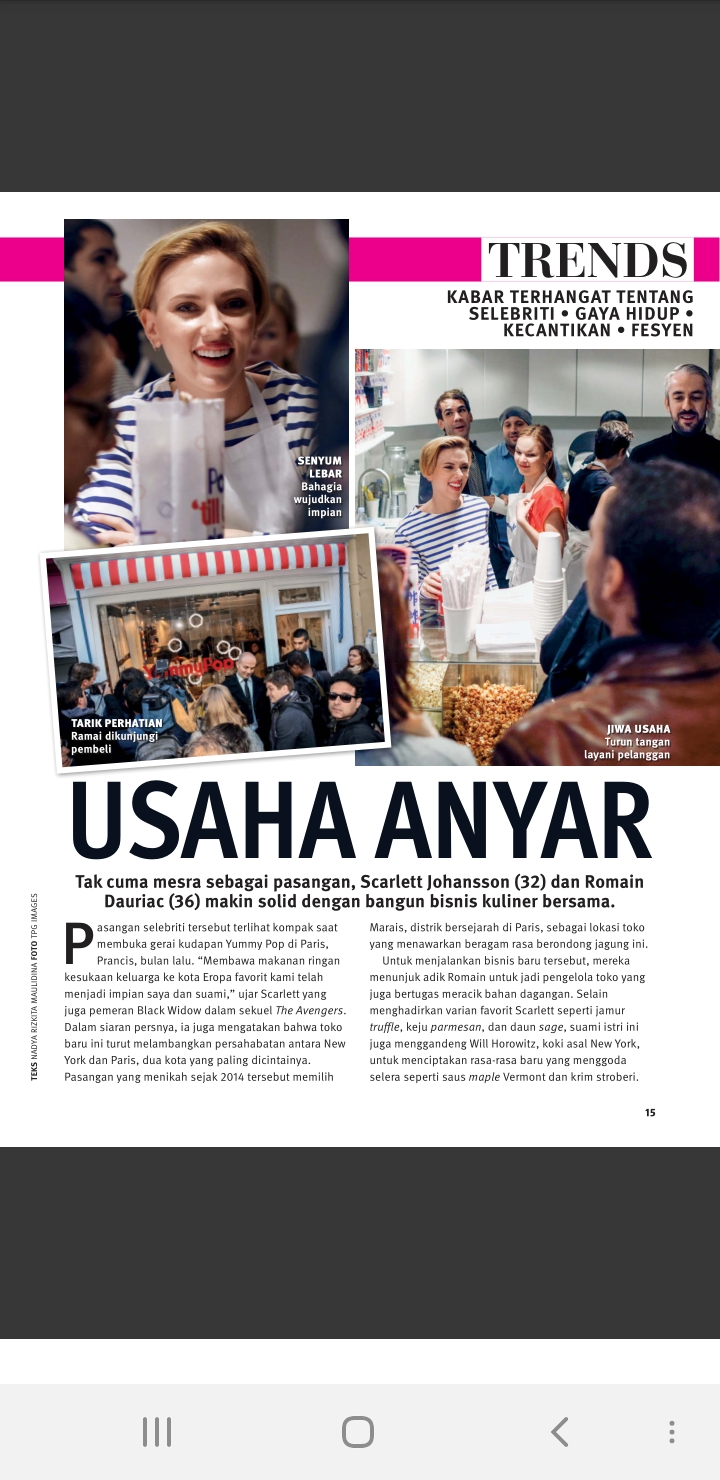 TRENDS
KABAR TERHANGAT TENTANG
SELEBRITI • GAYA HIDUP •
KECANTIKAN • FESYEN
SENYUM
LEBAR
Bahagia
wujudkan
impian
TARIK PERHATIAN
Ramai dikunjungi
pembeli
JIWA USAHA
Turun tangan
layani pelanggan
USAHA ANYAR
Tak cuma mesra sebagai pasangan, Scarlett Johansson (32) dan Romain
Dauriac (36) makin solid dengan bangun bisnis kuliner bersama.
TEKS NADYA RIZKITA MAULIDINA FOTO TPG IMAGES
Pasangan selebriti tersebut terlihat kompak saat
membuka gerai kudapan Yummy Pop di Paris,
Prancis, bulan lalu. “Membawa makanan ringan
kesukaan keluarga ke kota Eropa favorit kami telah
menjadi impian saya dan suami,” ujar Scarlett yang
juga pemeran Black Widow dalam sekuel The Avengers.
Dalam siaran persnya, ia juga mengatakan bahwa toko
baru ini turut melambangkan persahabatan antara New
York dan Paris, dua kota yang paling dicintainya.
Pasangan yang menikah sejak 2014 tersebut memilih
Marais, distrik bersejarah di Paris, sebagai lokasi toko
yang menawarkan beragam rasa berondong jagung ini.
Untuk menjalankan bisnis baru tersebut, mereka
menunjuk adik Romain untuk jadi pengelola toko yang
juga bertugas meracik bahan dagangan. Selain
menghadirkan varian favorit Scarlett seperti jamur
truffle, keju parmesan, dan daun sage, suami istri ini
juga menggandeng Will Horowitz, koki asal New York,
untuk menciptakan rasa-rasa baru yang menggoda
selera seperti saus maple Vermont dan krim stroberi.
15